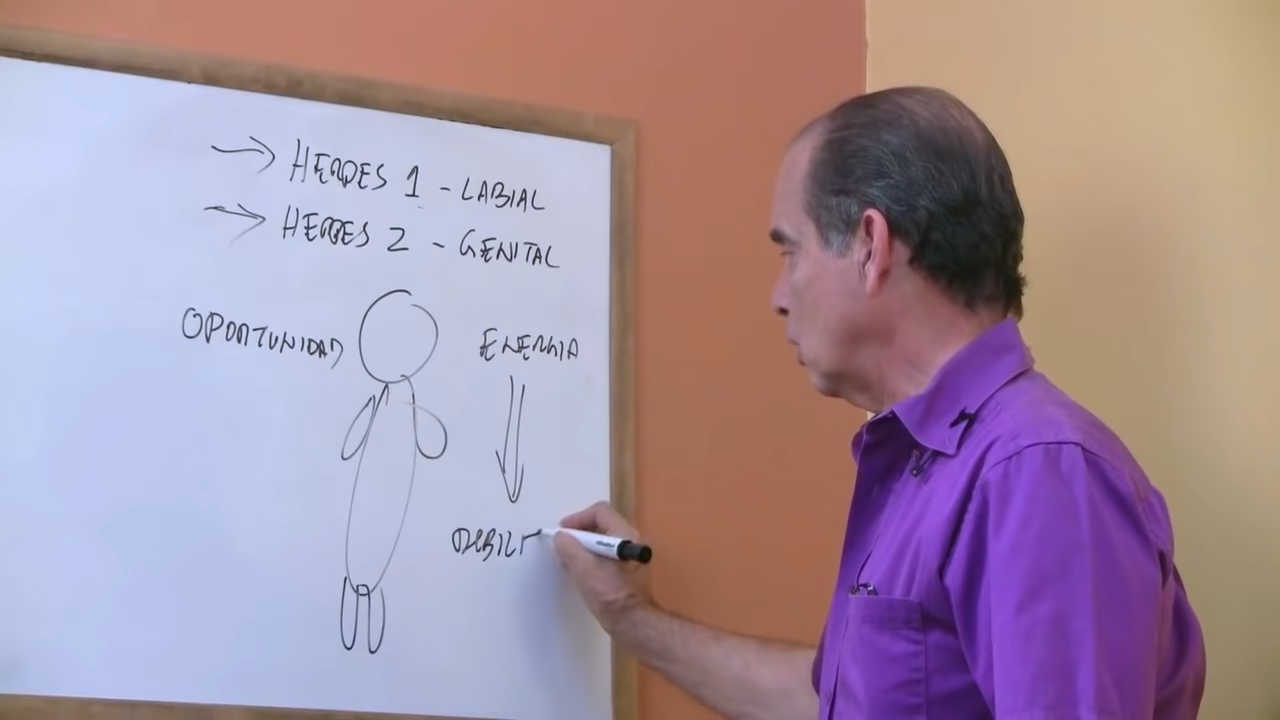 → HERPES 1 - LABIAL
→ HERPES 2 - GENITAL
OPORTUNIDAD
ENERGIA
DEBILI